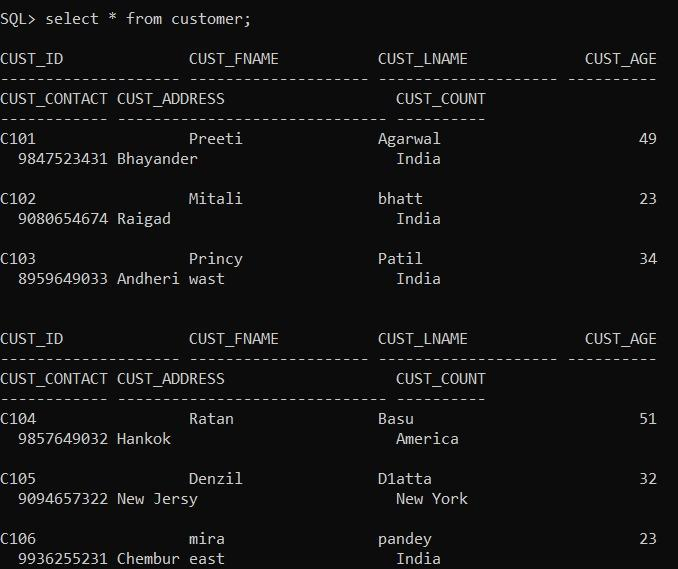 SQL> select * from customer;
CUST_ID CUST_FNAME CUST_LNAME CUST_AGE
-------------------- -------------------- -------------------- ----------
CUST_CONTACT CUST_ADDRESS CUST_COUNT
------------ ------------------------------ ----------
C101 Preeti Agarwal 49
9847523431 Bhayander India
C102 Mitali bhatt 23
9080654674 Raigad India
C103 Princy Patil 34
8959649033 Andheri wast India
CUST_ID CUST_FNAME CUST_LNAME CUST_AGE
-------------------- -------------------- -------------------- ----------
CUST_CONTACT CUST_ADDRESS CUST_COUNT
------------ ------------------------------ ----------
C104 Ratan Basu 51
9857649032 Hankok America
C105 Denzil D1atta 32
9094657322 New Jersy New York
C106 mira pandey 23
9936255231 Chembur east India